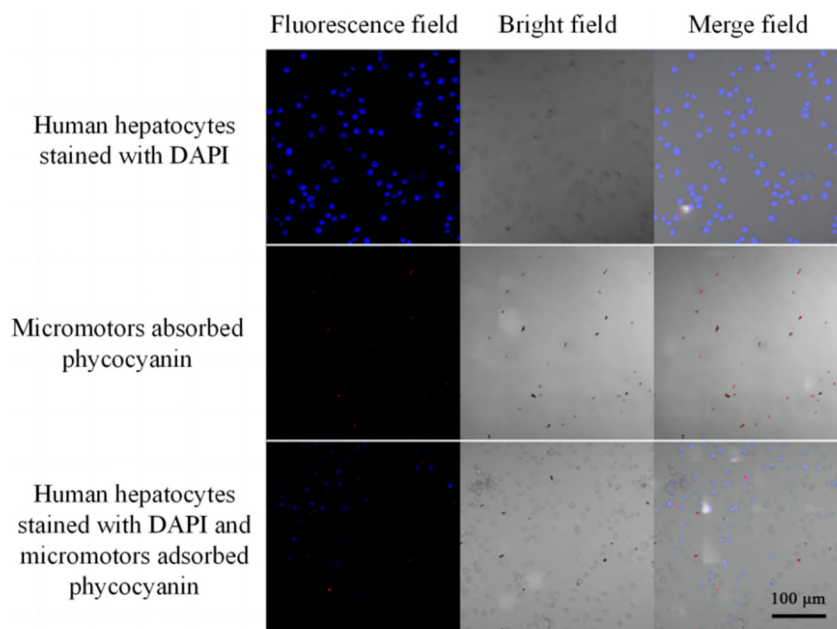 Fluorescence field Bright field Merge field
Human hepatocytes
stained with DAPI
Micromotors absorbed
phycocyanin
Human hepatocytes
stained with DAPI and
micromotors adsorbed
phycocyanin
100 μm